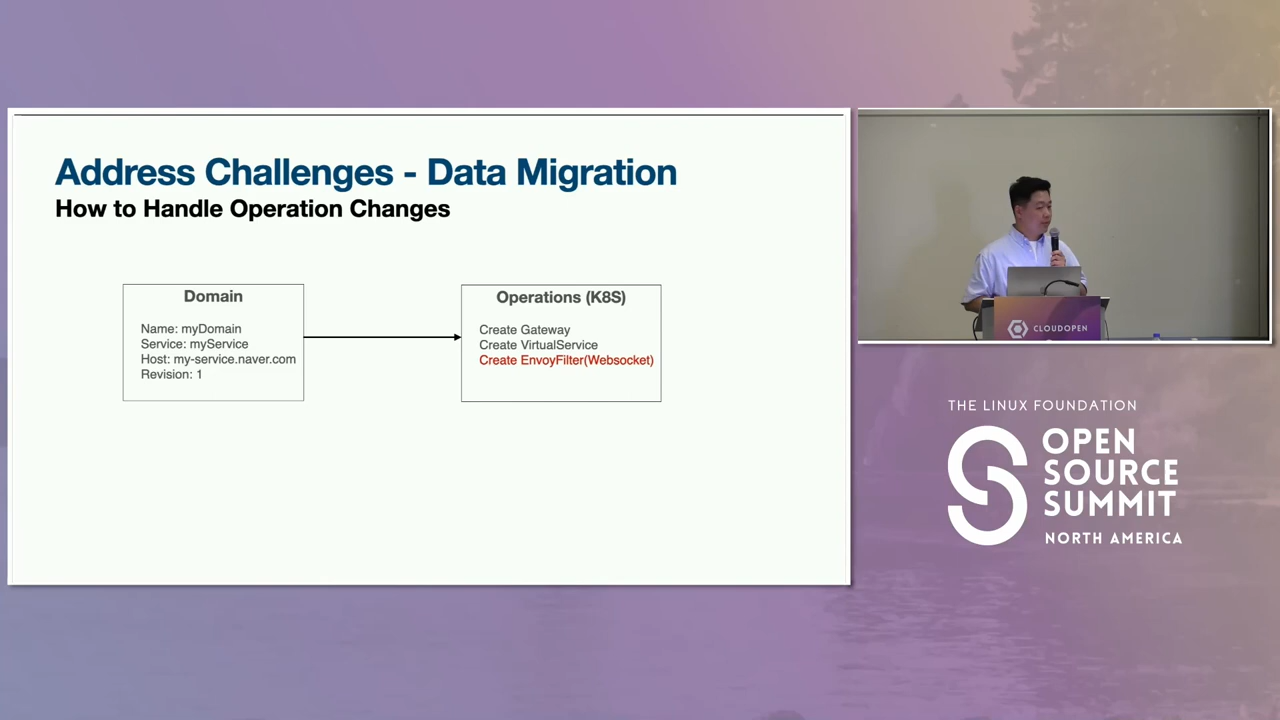 Address Challenges - Data Migration
How to Handle Operation Changes
Domain
Name: myDomain
Service: myService
Host: my-service.naver.com
Revision: 1
Operations (K8S)
Create Gateway
Create VirtualService
Create EnvoyFilter(Websocket)
CLOUDOPEN
THE LINUX FOUNDATION
OPEN
SOURCE
SUMMIT
NORTH AMERICA